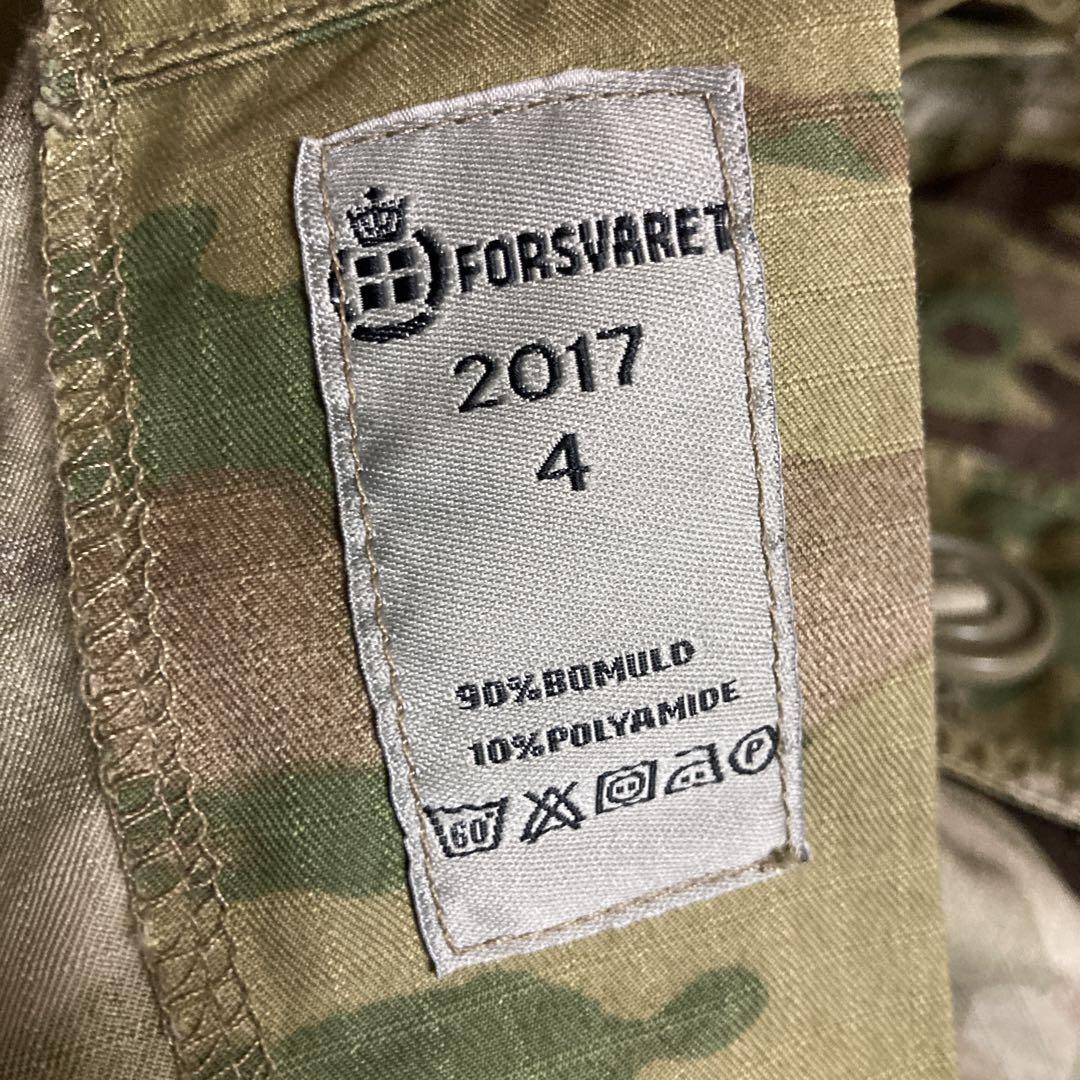 FORSVARET
2017
4
90%BOMULD
10%POLYAMIDE
60 P